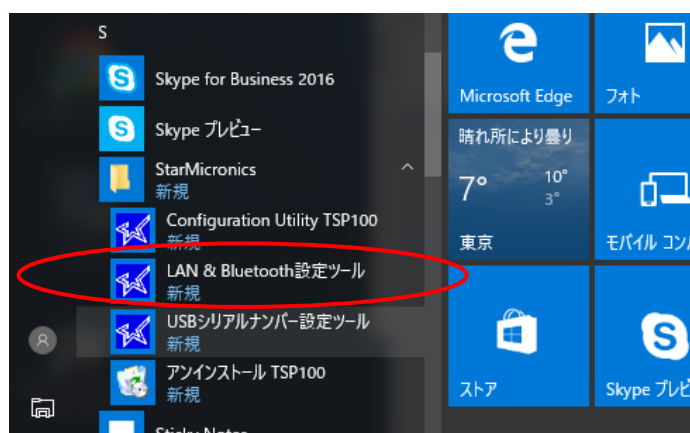 S
Skype for Business 2016
Skype プレビュー
StarMicronics
新規
Configuration Utility TSP100
新規
LAN & Bluetooth設定ツール
新規
USBシリアルナンバー設定ツール
新規
アンインストール TSP100
新規
Sticky Notes
Microsoft Edge
フォト
晴れ所により曇り
7°
10°
3°
東京
モバイル コン
ストア
Skype プレビ